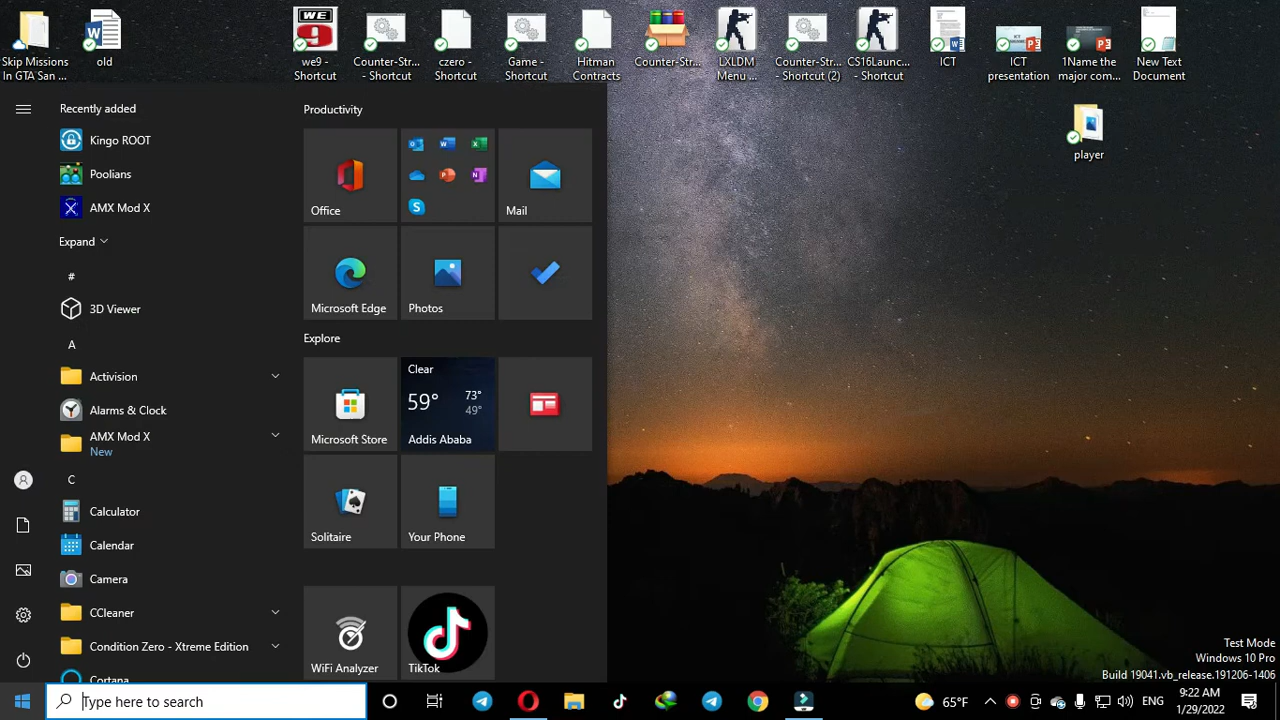 Skip Missions
In GTA San ...
old
WE
9
we9 -
Shortcut
Counter-Str...
- Shortcut
czero -
Shortcut
Game -
Shortcut
Hitman
Contracts
Counter-Str...
LXLDM
Menu ...
Counter-Str...
- Shortcut (2)
CS16Launc...
- Shortcut
ICT
ICT
presentation
1Name the
major com...
New Text
Document
player
Recently added
Kingo ROOT
Poolians
AMX Mod X
Expand
#
3D Viewer
A
Activision
Alarms & Clock
AMX Mod X
New
C
Calculator
Calendar
Camera
CCleaner
Condition Zero - Xtreme Edition
Cortana
Productivity
Office
Mail
Microsoft Edge
Photos
Explore
Microsoft Store
Clear
59°
73°
49°
Addis Ababa
Solitaire
Your Phone
WiFi Analyzer
TikTok
Test Mode
Windows 10 Pro
Build 19041.vb_release.191206-1406
Type here to search
65°F
ENG
9:22 AM
1/29/2022